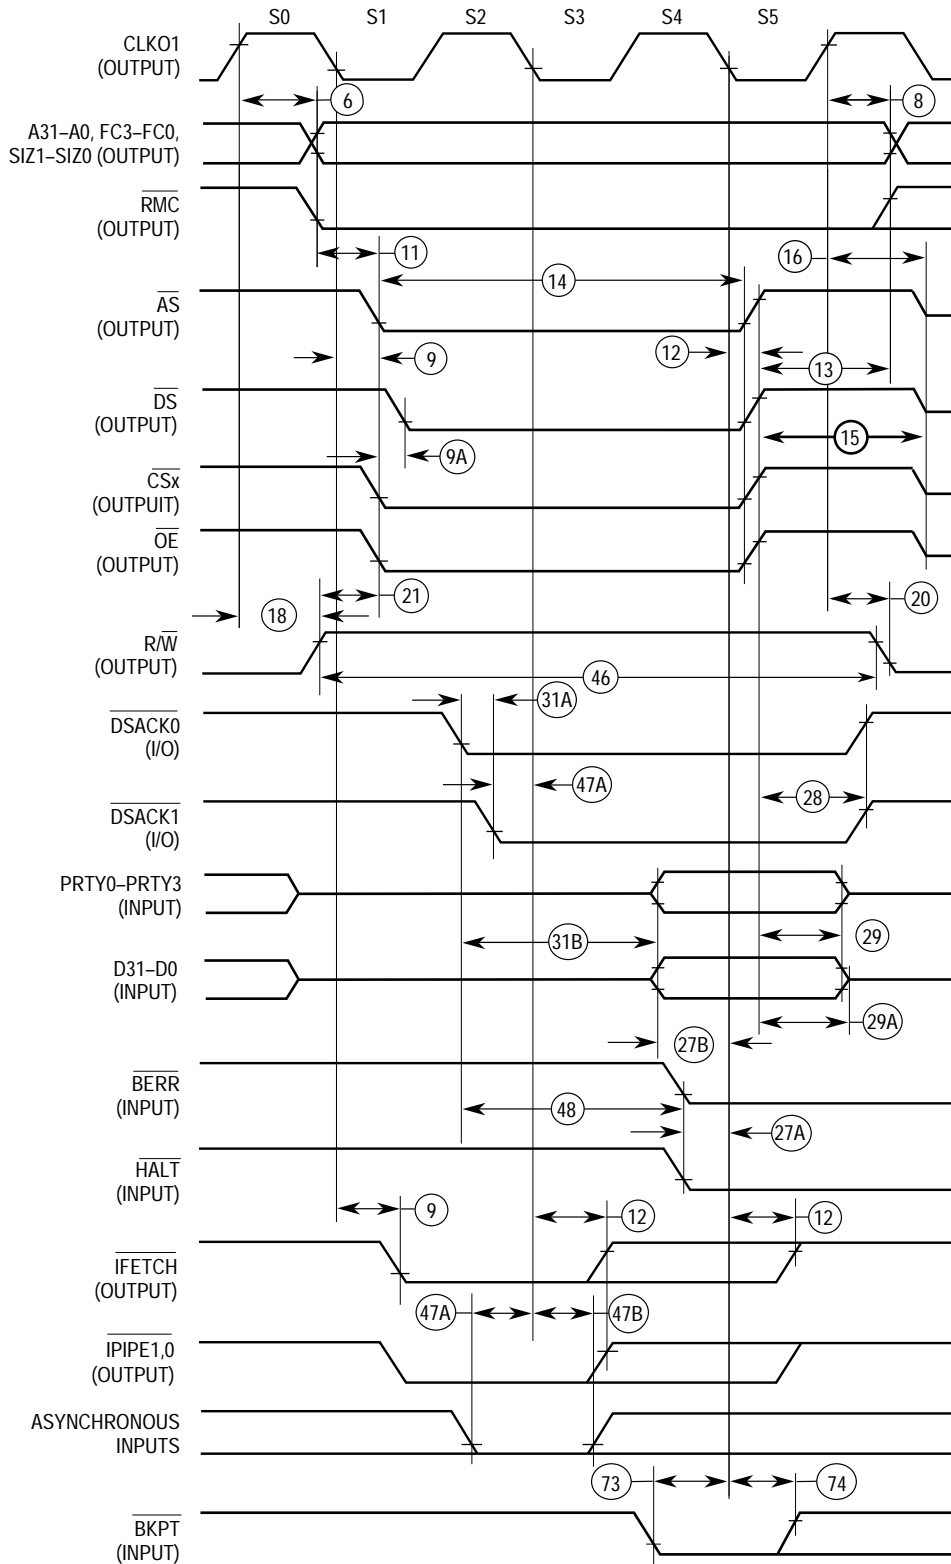 S0 S1 S2 S3 S4 S5
CLKO1
(OUTPUT)
6 8
A31–A0, FC3–FC0,
SIZ1–SIZ0 (OUTPUT)
RMC
(OUTPUT)
11 16
14
AS
(OUTPUT)
9 12
13
DS
(OUTPUT)
15
9A
CSx
(OUTPUIT)
OE
(OUTPUT)
21 20
18
R/W
(OUTPUT)
46
31A
DSACK0
(I/O)
47A
28
DSACK1
(I/O)
PRTY0–PRTY3
(INPUT)
31B 29
D31–D0
(INPUT)
29A
27B
BERR
(INPUT)
48
27A
HALT
(INPUT)
9 12 12
IFETCH
(OUTPUT)
47A 47B
IPIPE1,0
(OUTPUT)
ASYNCHRONOUS
INPUTS
73 74
BKPT
(INPUT)